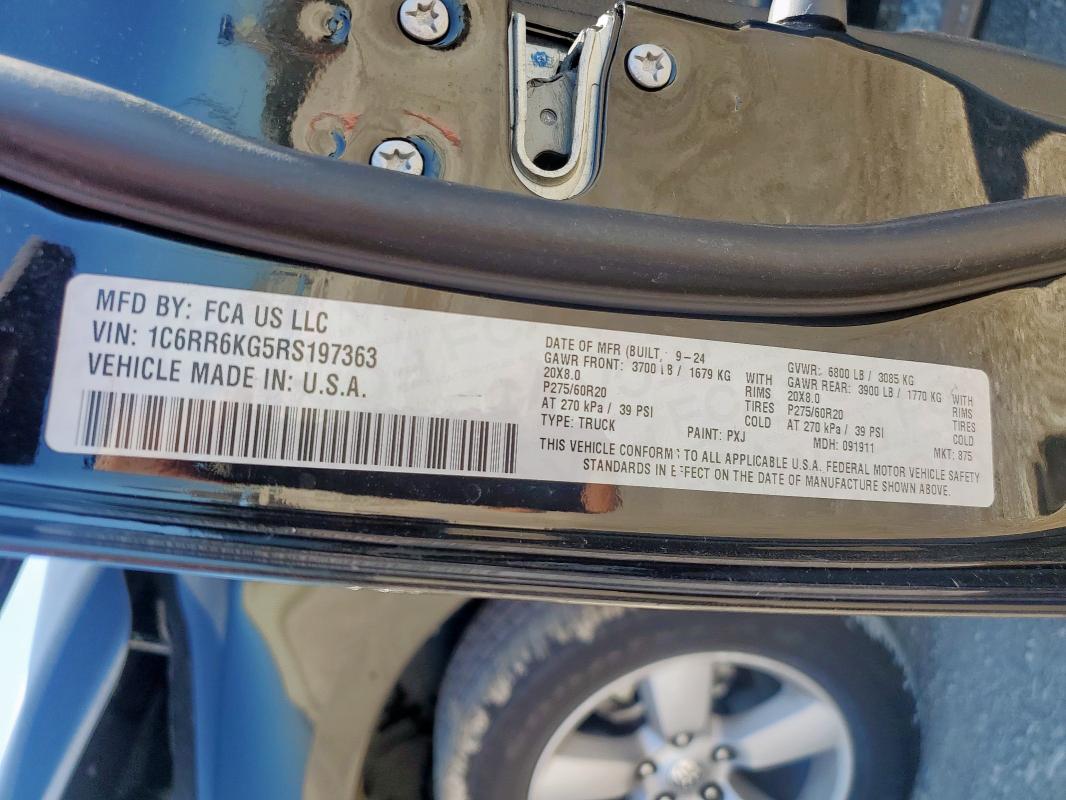 MFD BY: FCA US LLC
VIN: 1C6RR6KG5RS197363
VEHICLE MADE IN: U.S.A.
DATE OF MFR (BUILT, 9-24
GAWR FRONT: 3700 LB / 1679 KG WITH
20X8.0 RIMS
P275/60R20 TIRES
AT 270 kPa / 39 PSI COLD
TYPE: TRUCK PAINT: PXJ
GVWR: 6800 LB / 3085 KG
GAWR REAR: 3900 LB / 1770 KG WITH
20X8.0 RIMS
P275/60R20 TIRES
AT 270 kPa / 39 PSI COLD
MDH: 091911 MKT: 875
THIS VEHICLE CONFORM TO ALL APPLICABLE U.S.A. FEDERAL MOTOR VEHICLE SAFETY
STANDARDS IN EFFECT ON THE DATE OF MANUFACTURE SHOWN ABOVE.